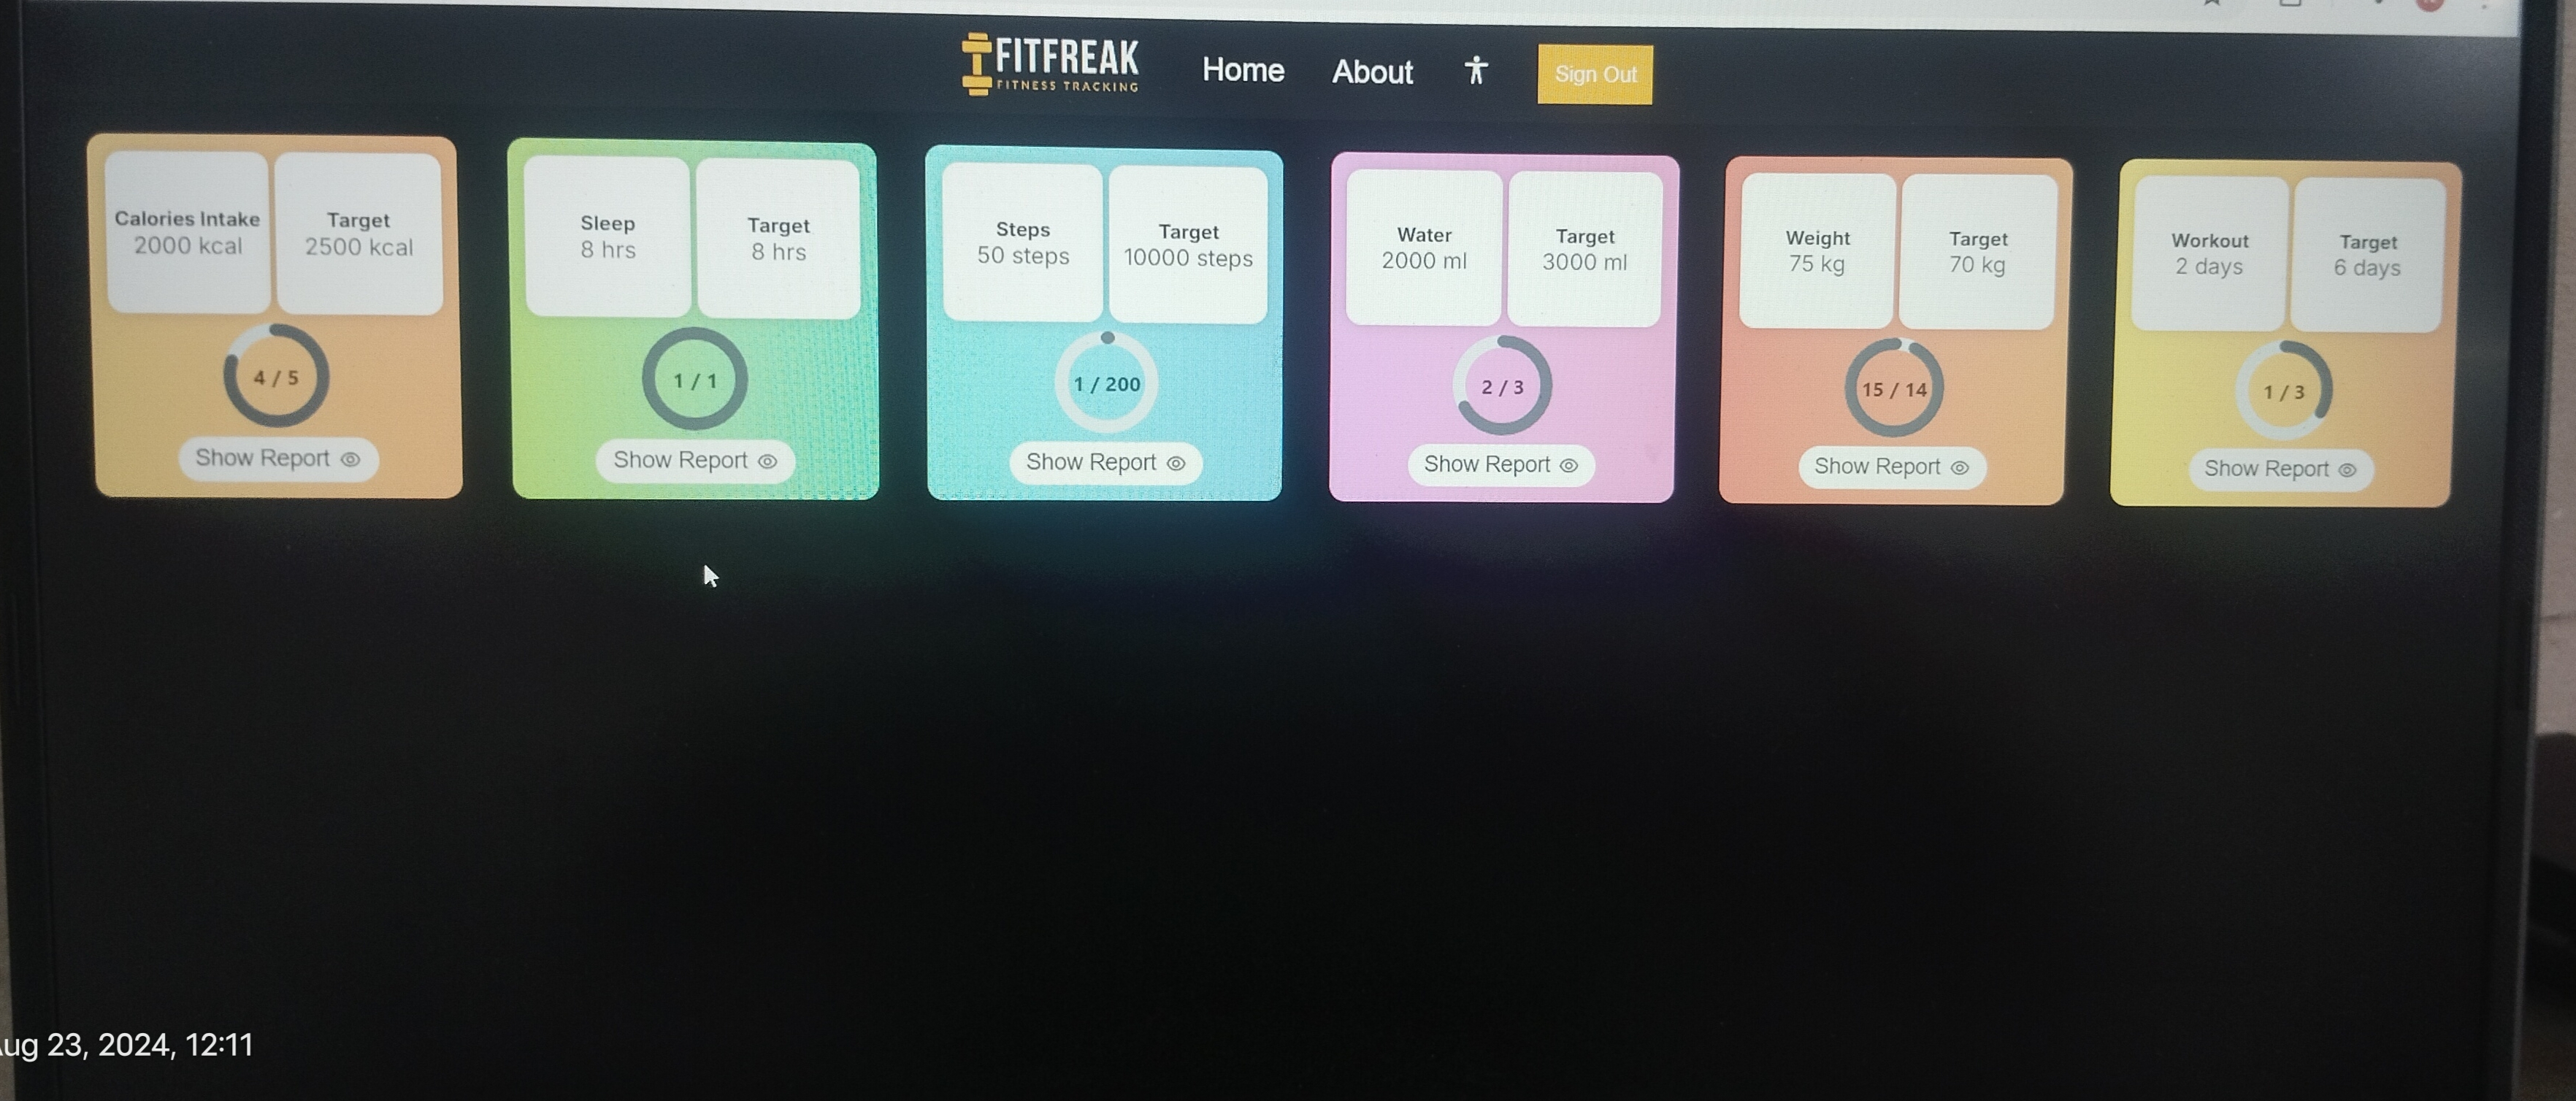 FITFREAK
FITNESS TRACKING
Home
About
Sign Out
Calories Intake
2000 kcal
Target
2500 kcal
4 / 5
Show Report
Sleep
8 hrs
Target
8 hrs
1 / 1
Show Report
Steps
50 steps
Target
10000 steps
1 / 200
Show Report
Water
2000 ml
Target
3000 ml
2 / 3
Show Report
Weight
75 kg
Target
70 kg
15 / 14
Show Report
Workout
2 days
Target
6 days
1 / 3
Show Report
23, 2024, 12:11